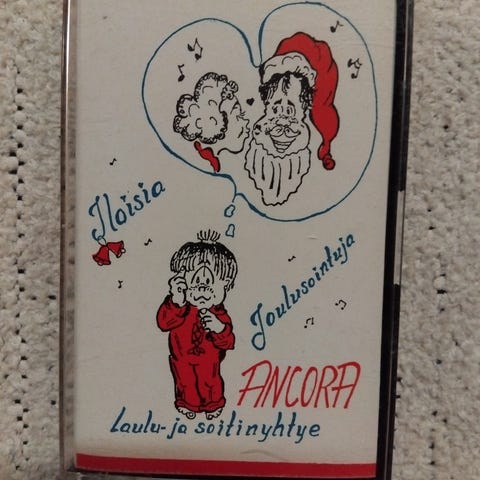 Iloisia
Joulusointuja
ANCORA
Laulu- ja soitinyhtye